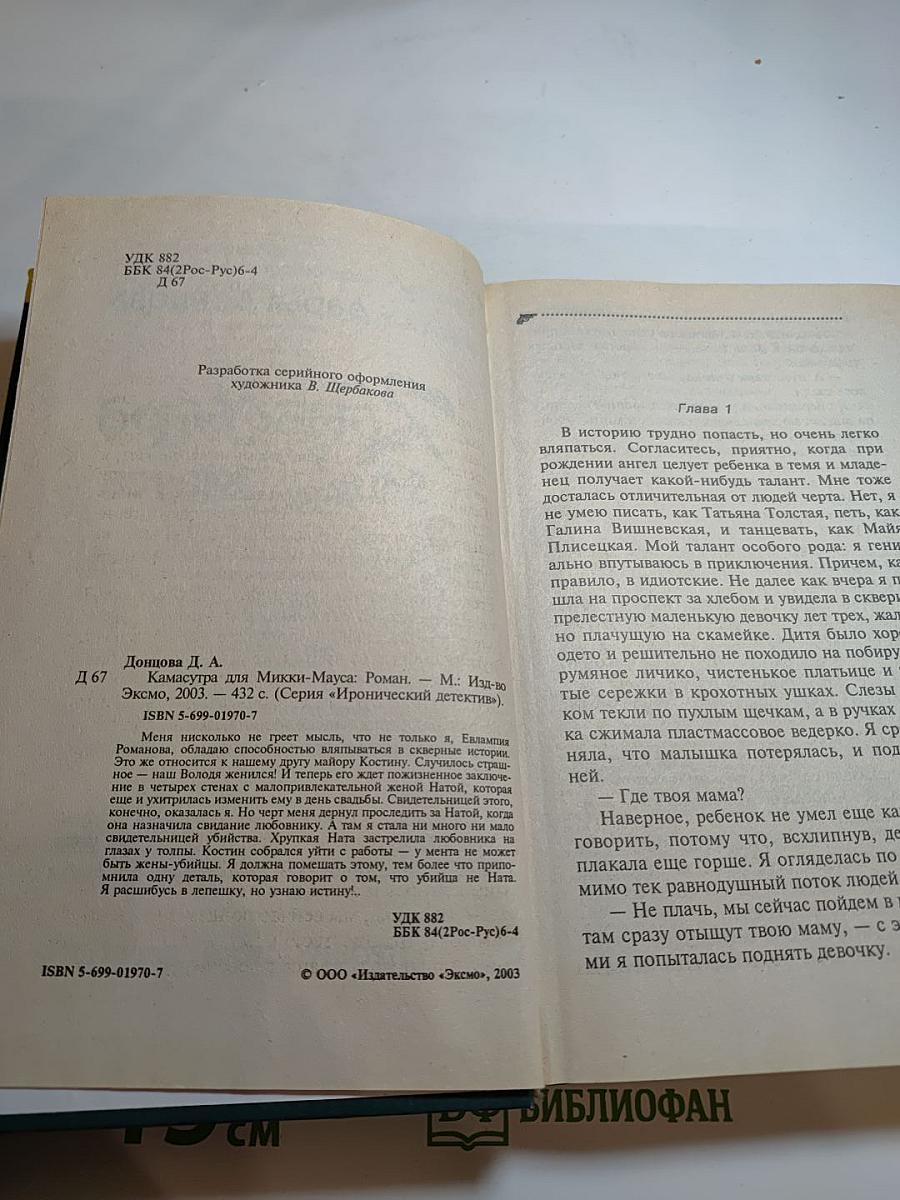 УДК 882
ББК 84(2Рос-Рус)6-4
Д 67
Разработка серийного оформления
художника В. Щербакова
Донцова Д. А.
Д 67 Камасутра для Микки-Мауса: Роман. — М.: Изд-во
Эксмо, 2003. — 432 с. (Серия «Иронический детектив»).
ISBN 5-699-01970-7
Меня нисколько не греет мысль, что не только я, Евлампия
Романова, обладаю способностью вляпываться в скверные истории.
Это же относится к нашему другу майору Костину. Случилось страш-
ное — наш Володя женился! И теперь его ждет пожизненное заключе-
ние в четырех стенах с малопривлекательной женой Натой, которая
еще и ухитрилась изменить ему в день свадьбы. Свидетельницей этого,
конечно, оказалась я. Но черт меня дернул проследить за Натой, когда
она назначила свидание любовнику. А там я стала ни много ни мало
свидетельницей убийства. Хрупкая Ната застрелила любовника на
глазах у толпы. Костин собрался уйти с работы — у мента не может
быть жены-убийцы. Я должна помешать этому, тем более что припо-
мнила одну деталь, которая говорит о том, что убийца не Ната.
Я расшибусь в лепешку, но узнаю истину!..
УДК 882
ББК 84(2Рос-Рус)6-4
ISBN 5-699-01970-7
© ООО «Издательство «Эксмо», 2003
Глава 1
В историю трудно попасть, но очень легко
вляпаться. Согласитесь, приятно, когда при
рождении ангел целует ребенка в темя и младе-
нец получает какой-нибудь талант. Мне тоже
досталась отличительная от людей черта. Нет, я
не умею писать, как Татьяна Толстая, петь, как
Галина Вишневская, и танцевать, как Майя
Плисецкая. Мой талант особого рода: я гени
ально впутываюсь в приключения. Причем, ка
правило, в идиотские. Не далее как вчера я п
шла на проспект за хлебом и увидела в сквери
прелестную маленькую девочку лет трех, жал
но плачущую на скамейке. Дитя было хор
одето и решительно не походило на побиру
румяное личико, чистенькое платьице и
тые сережки в крохотных ушках. Слезы
ком текли по пухлым щечкам, а в ручках
ка сжимала пластмассовое ведерко. Я ср
няла, что малышка потерялась, и под
ней.
— Где твоя мама?
Наверное, ребенок не умел еще ка
говорить, потому что, всхлипнув, де
плакала еще горше. Я огляделась по
мимо тек равнодушный поток людей
— Не плачь, мы сейчас пойдем в
там сразу отыщут твою маму, — с э
ми я попыталась поднять девочку.
см
БИБЛИОФАН